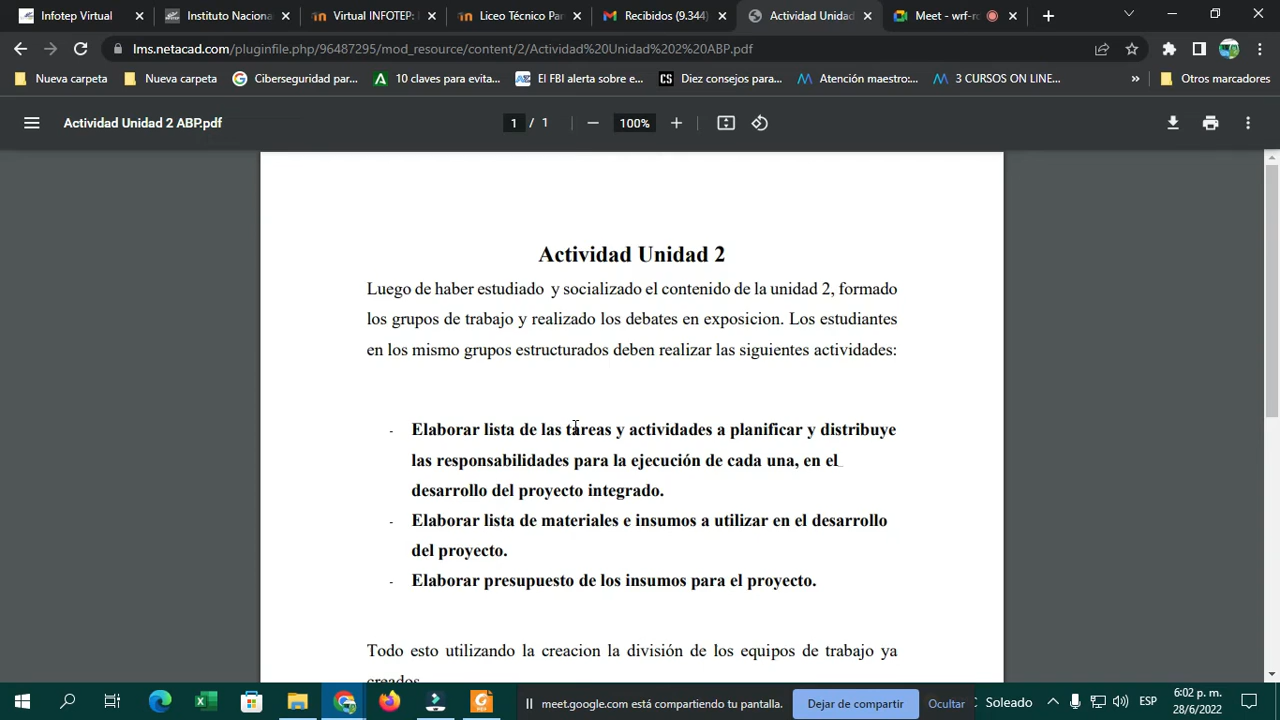 Infotep Virtual
Instituto Naciona
Virtual INFOTEP:
Liceo Técnico Par
Recibidos (9.344)
Actividad Unidad
Meet - wrf-ro
lms.netacad.com/pluginfile.php/96487295/mod_resource/content/2/Actividad%20Unidad%202%20ABP.pdf
Nueva carpeta
Nueva carpeta
Ciberseguridad par...
10 claves para evita...
El FBI alerta sobre e...
Diez consejos para...
Atención maestro:...
3 CURSOS ON LINE...
»
Otros marcadores
Actividad Unidad 2 ABP.pdf
1 / 1
100%
Actividad Unidad 2
Luego de haber estudiado y socializado el contenido de la unidad 2, formado
los grupos de trabajo y realizado los debates en exposicion. Los estudiantes
en los mismo grupos estructurados deben realizar las siguientes actividades:
- Elaborar lista de las tareas y actividades a planificar y distribuye
las responsabilidades para la ejecución de cada una, en el
desarrollo del proyecto integrado.
- Elaborar lista de materiales e insumos a utilizar en el desarrollo
del proyecto.
- Elaborar presupuesto de los insumos para el proyecto.
Todo esto utilizando la creacion la división de los equipos de trabajo ya
creados
meet.google.com está compartiendo tu pantalla.
Dejar de compartir
Ocultar
Soleado
ESP
6:02 p. m.
28/6/2022